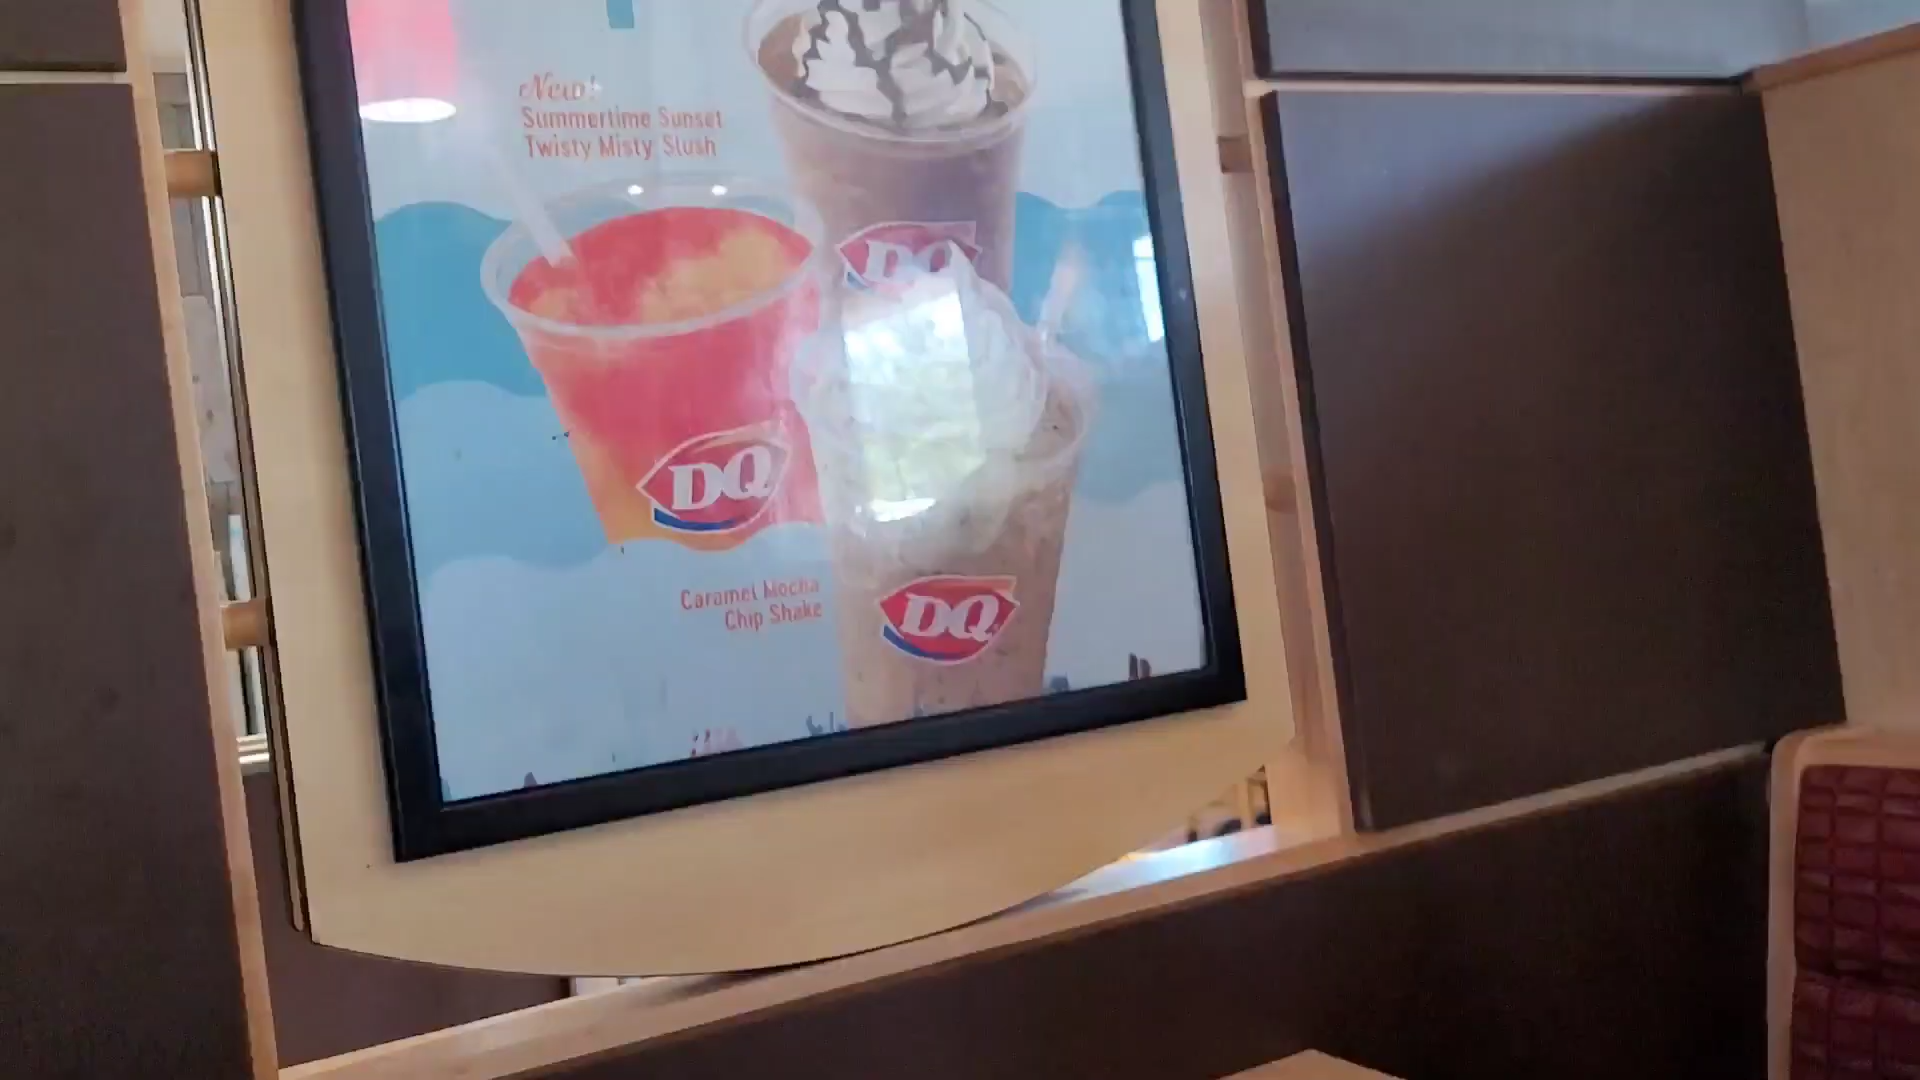 New!
Summertime Sunset
Twisty Misty Slush
DQ
DQ
Caramel Mocha
Chip Shake
DQ